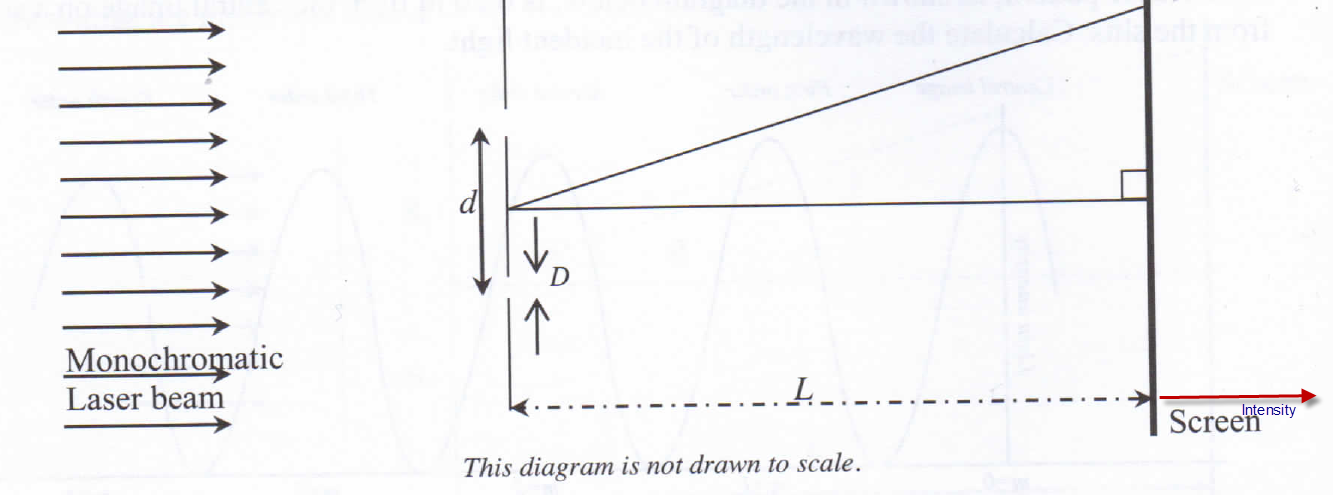 d
D
Monochromatic
Laser beam
L
Intensity
Screen
This diagram is not drawn to scale.